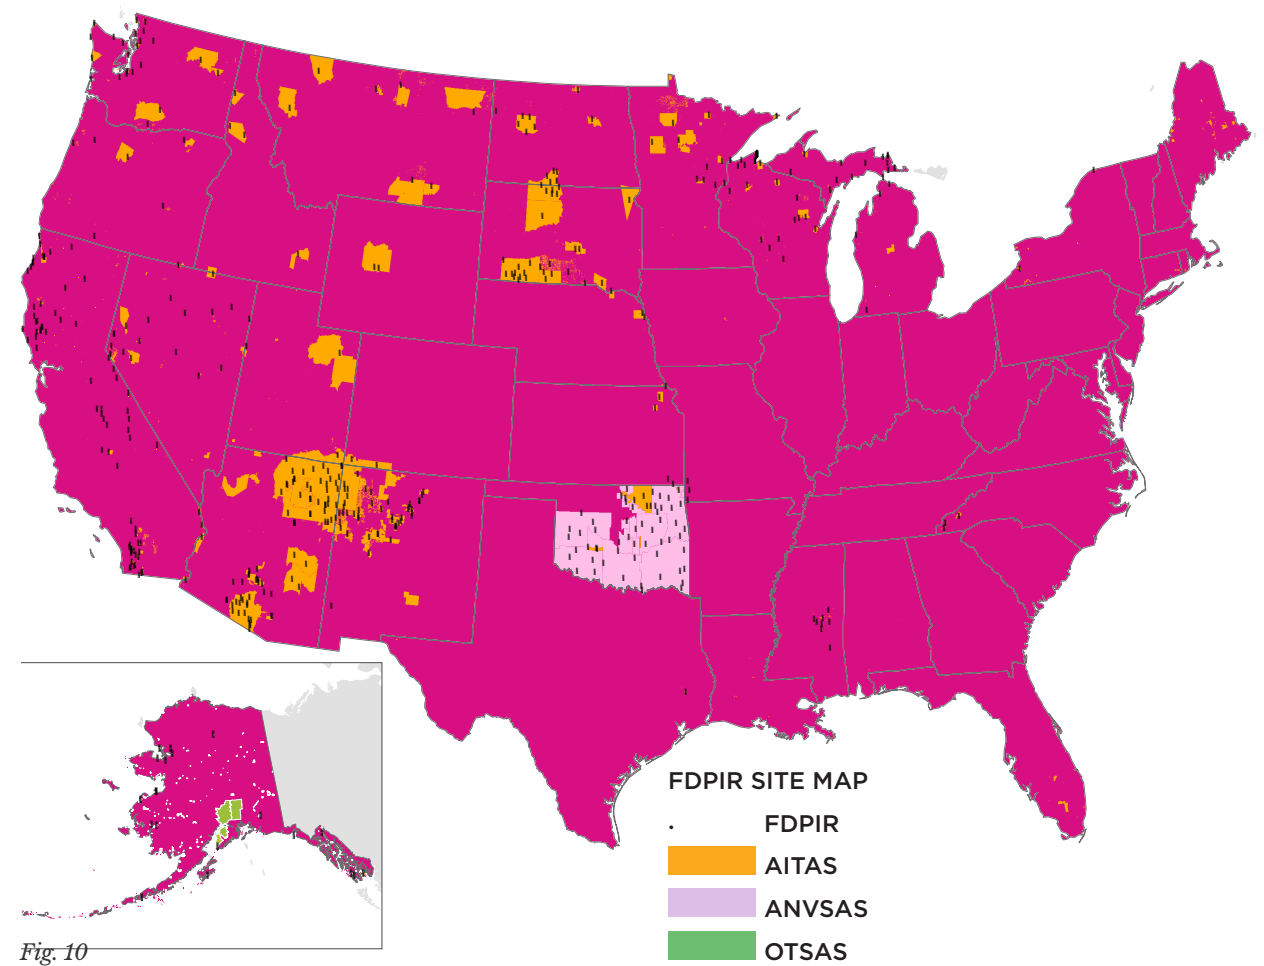 FDPIR SITE MAP
. FDPIR
AITAS
ANVSAS
OTSAS
Fig. 10